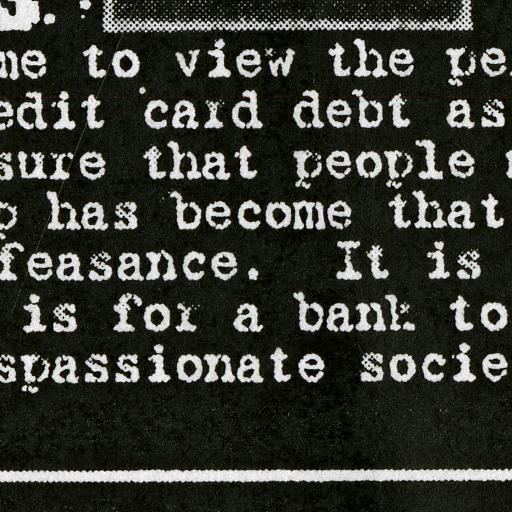 me to view the pe
edit card debt as
sure that people
has become that
feasance. It is
is for a bank to
spassionate socie